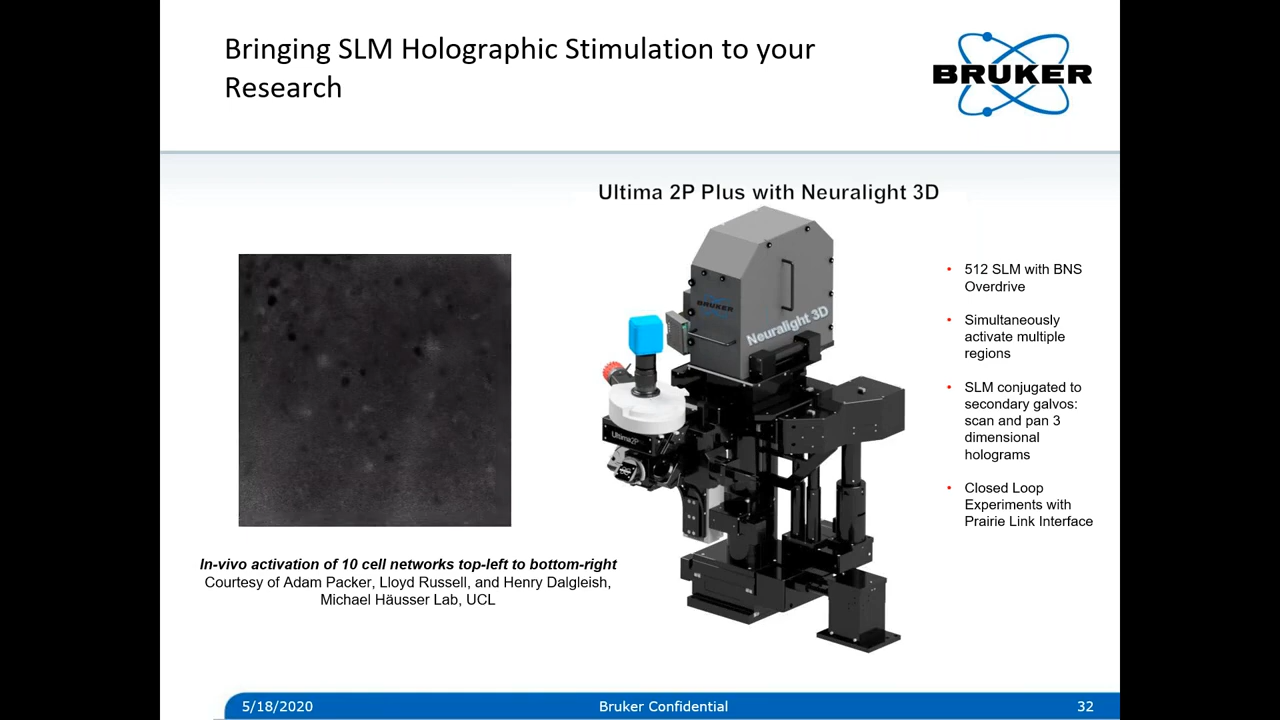 Bringing SLM Holographic Stimulation to your
Research
BRUKER
Ultima 2P Plus with Neuralight 3D
BRUKER
Neuralight 3D
Ultima2P
• 512 SLM with BNS
Overdrive
• Simultaneously
activate multiple
regions
• SLM conjugated to
secondary galvos:
scan and pan 3
dimensional
holograms
• Closed Loop
Experiments with
Prairie Link Interface
In-vivo activation of 10 cell networks top-left to bottom-right
Courtesy of Adam Packer, Lloyd Russell, and Henry Dalgleish,
Michael Häusser Lab, UCL
5/18/2020
Bruker Confidential
32